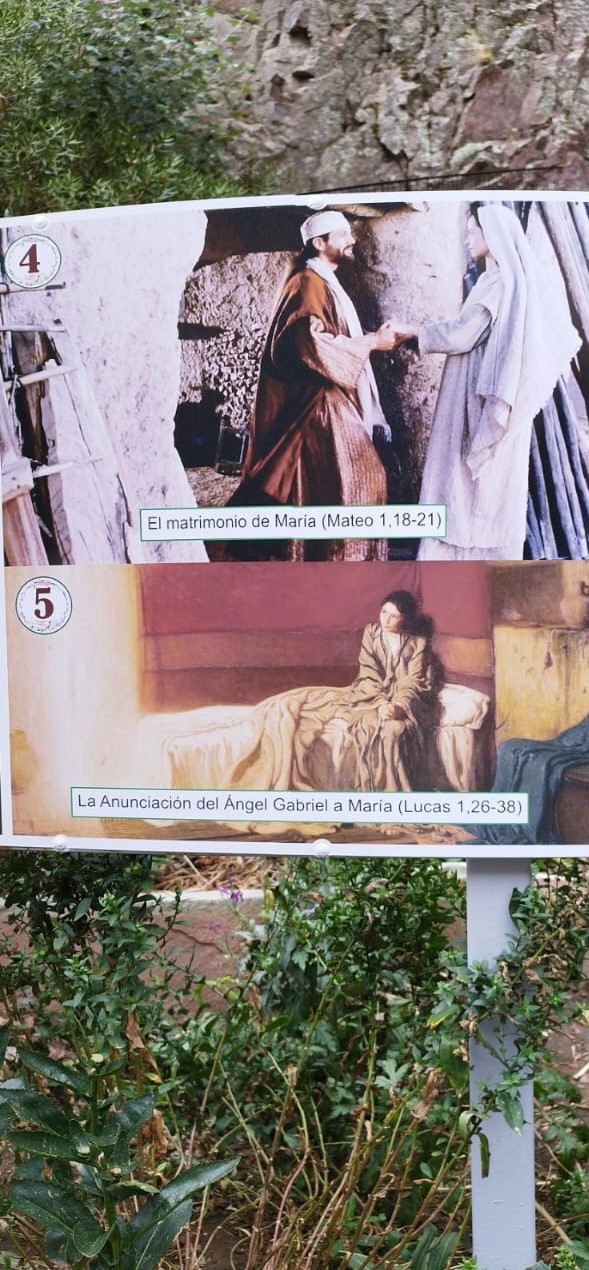 4
El matrimonio de María (Mateo 1,18-21)
5
La Anunciación del Ángel Gabriel a María (Lucas 1,26-38)